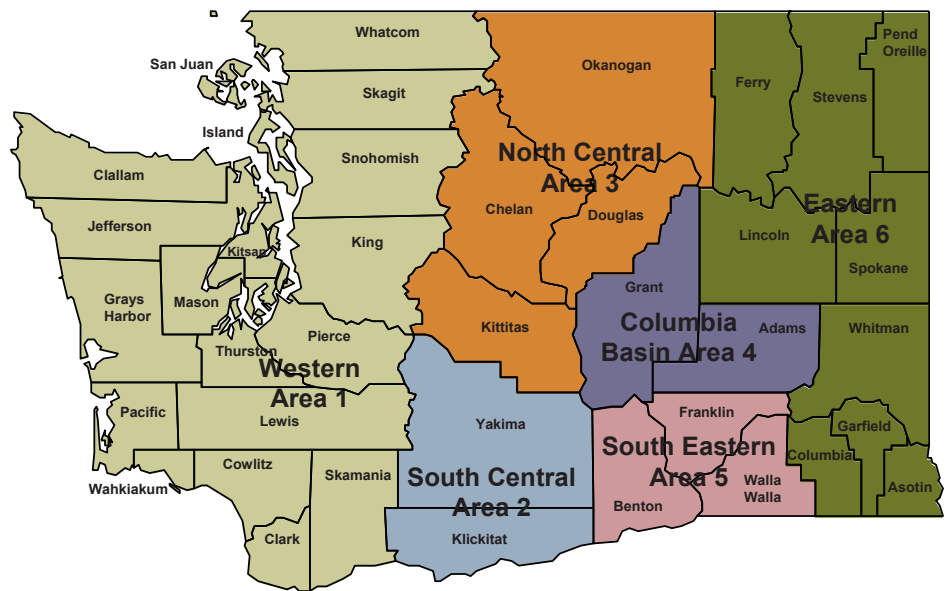 Whatcom
Pend
Oreille
San Juan
Okanogan
Ferry
Skagit
Stevens
Island
Snohomish
North Central
Area 3
Clallam
Chelan
Douglas
Eastern
Area 6
Jefferson
Lincoln
King
Kitsap
Spokane
Grays
Harbor
Mason
Grant
Kittitas
Columbia
Basin Area 4
Adams
Whitman
Pierce
Thurston
Western
Area 1
Pacific
Lewis
Yakima
Franklin
Garfield
South Eastern
Area 5
Columbia
Cowlitz
Skamania
South Central
Area 2
Walla
Walla
Wahkiakum
Asotin
Benton
Clark
Klickitat